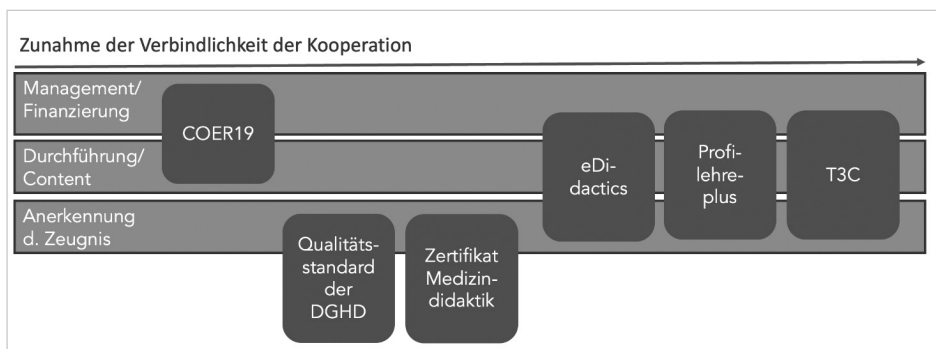 Zunahme der Verbindlichkeit der Kooperation
Management/
Finanzierung
COER19
Durchführung/
Content
eDi-
dactics
Profi-
lehre-
plus
T3C
Anerkennung
d. Zeugnis
Qualitäts-
standard
der
DGHD
Zertifikat
Medizin-
didaktik